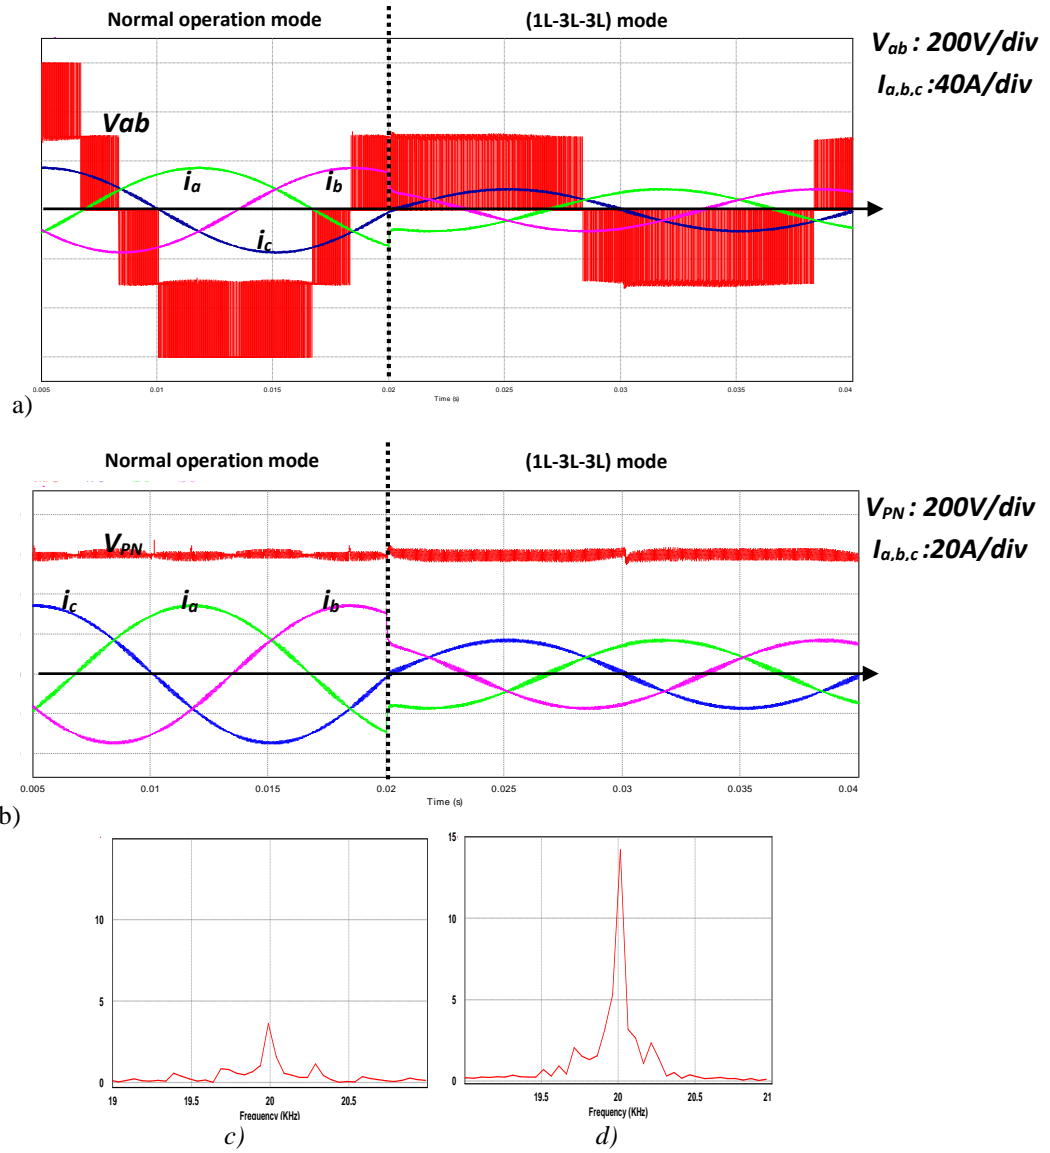 Normal operation mode
(1L-3L-3L) mode
Vab : 200V/div
Ia,b,c :40A/div
Vab
ia
ib
ic
0.005 0.01 0.015 0.02 0.025 0.03 0.035 0.04
Time (s)
a)
Normal operation mode
(1L-3L-3L) mode
VPN : 200V/div
Ia,b,c :20A/div
VPN
ic ia ib
0.005 0.01 0.015 0.02 0.025 0.03 0.035 0.04
Time (s)
b)
10
5
0
19 19.5 20 20.5
Frequency (KHz)
c)
15
10
5
0
19.5 20 20.5 21
Frequency (KHz)
d)